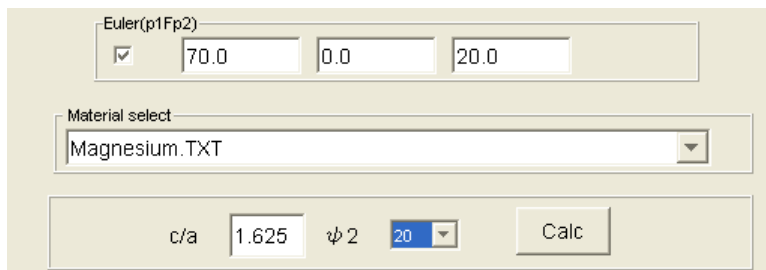 Euler(p1Fp2)
70.0 0.0 20.0
Material select
Magnesium.TXT
c/a 1.625 ψ2 20 Calc